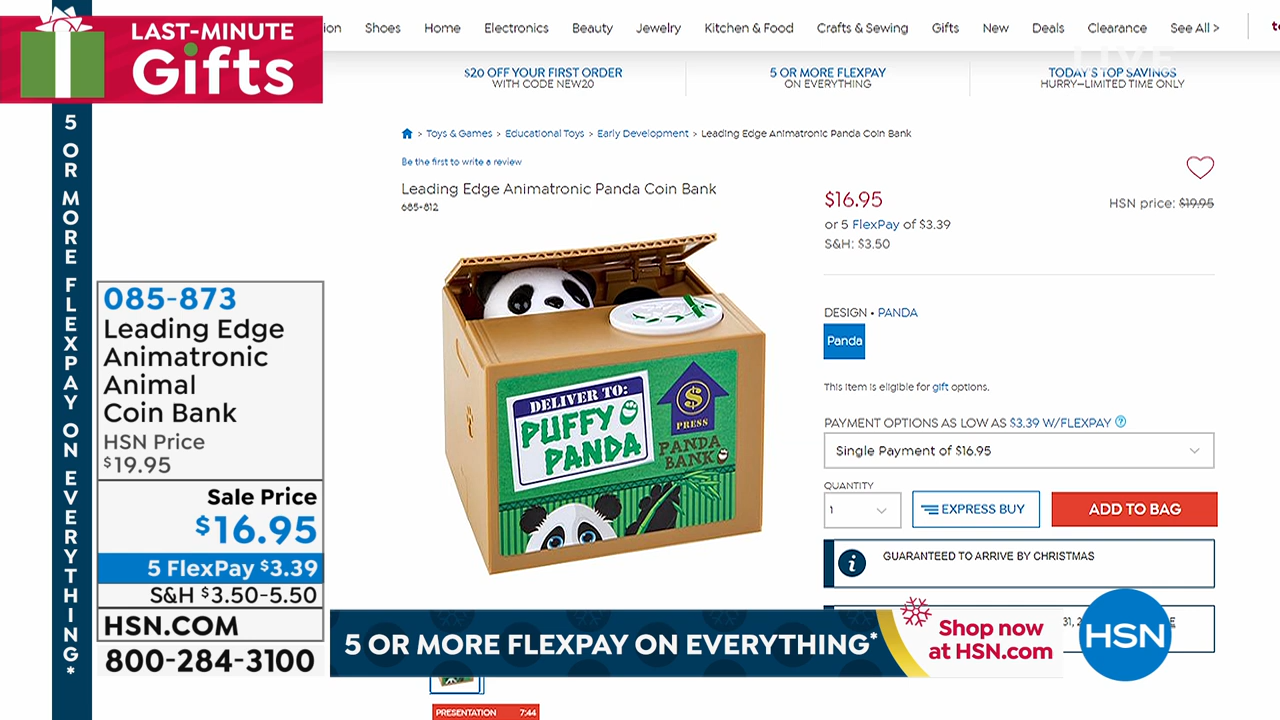 LAST-MINUTE
Gifts
5 OR MORE FLEXPAY ON EVERYTHING*
085-873
Leading Edge
Animatronic
Animal
Coin Bank
HSN Price
$19.95
Sale Price
$16.95
5 FlexPay $3.39
S&H $3.50-5.50
HSN.COM
800-284-3100
Shoes Home Electronics Beauty Jewelry Kitchen & Food Crafts & Sewing Gifts New Deals Clearance See All >
LIVE
$20 OFF YOUR FIRST ORDER
WITH CODE NEW20
5 OR MORE FLEXPAY
ON EVERYTHING
TODAY'S TOP SAVINGS
HURRY—LIMITED TIME ONLY
> Toys & Games > Educational Toys > Early Development > Leading Edge Animatronic Panda Coin Bank
Be the first to write a review
Leading Edge Animatronic Panda Coin Bank
685-812
DELIVER TO:
PUFFY
PANDA
$
PRESS
PANDA
BANK
$16.95
HSN price: $19.95
or 5 FlexPay of $3.39
S&H: $3.50
DESIGN • PANDA
Panda
This item is eligible for gift options.
PAYMENT OPTIONS AS LOW AS $3.39 W/FLEXPAY ?
Single Payment of $16.95
QUANTITY
1
EXPRESS BUY
ADD TO BAG
i GUARANTEED TO ARRIVE BY CHRISTMAS
31, 2
5 OR MORE FLEXPAY ON EVERYTHING*
Shop now
at HSN.com
HSN
PRESENTATION 7:44